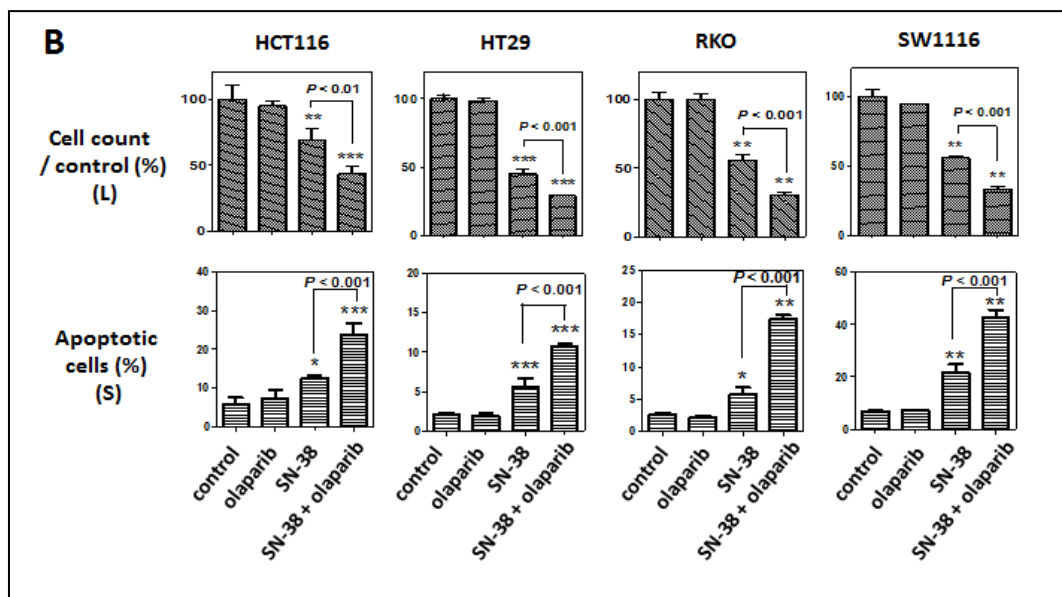 B
HCT116
HT29
RKO
SW1116
Cell count
/ control (%)
(L)
100
50
0
**
***
P < 0.01
100
50
0
***
***
P < 0.001
100
50
0
**
**
P < 0.001
100
50
0
**
**
P < 0.001
Apoptotic
cells (%)
(S)
40
30
20
10
0
*
***
P < 0.001
20
15
10
5
0
***
***
P < 0.001
25
20
15
10
5
0
*
**
P < 0.001
60
40
20
0
**
**
P < 0.001
control
olaparib
SN-38
SN-38 + olaparib
control
olaparib
SN-38
SN-38 + olaparib
control
olaparib
SN-38
SN-38 + olaparib
control
olaparib
SN-38
SN-38 + olaparib